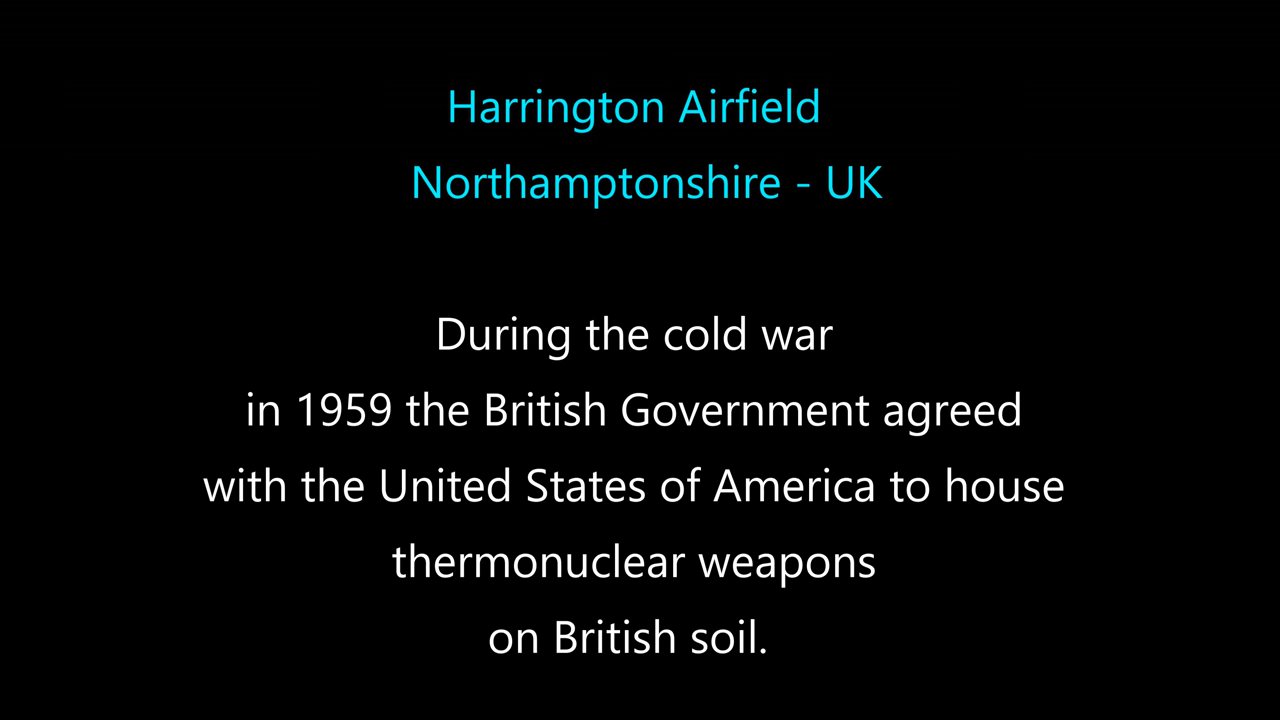 Harrington Airfield
Northamptonshire - UK
During the cold war
in 1959 the British Government agreed
with the United States of America to house
thermonuclear weapons
on British soil.